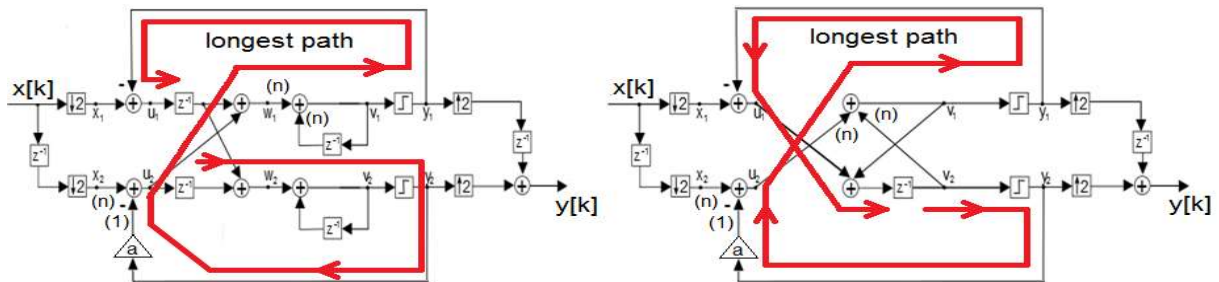 longest path
longest path
- (n) -
x[k] ↓2 x₁ + u₁ z⁻¹ + w₁ + v₁ y₁ ↑2
(n)
z⁻¹ z⁻¹ z⁻¹
↓2 x₂ + u₂ z⁻¹ + w₂ + v₂ y₂ ↑2 +
(n) - y[k]
(1) z⁻¹
a
x[k] ↓2 x₁ + u₁ + (n) v₁ y₁ ↑2
(n)
z⁻¹ z⁻¹
↓2 x₂ + u₂ + z⁻¹ v₂ y₂ ↑2 +
(n) - y[k]
(1)
a